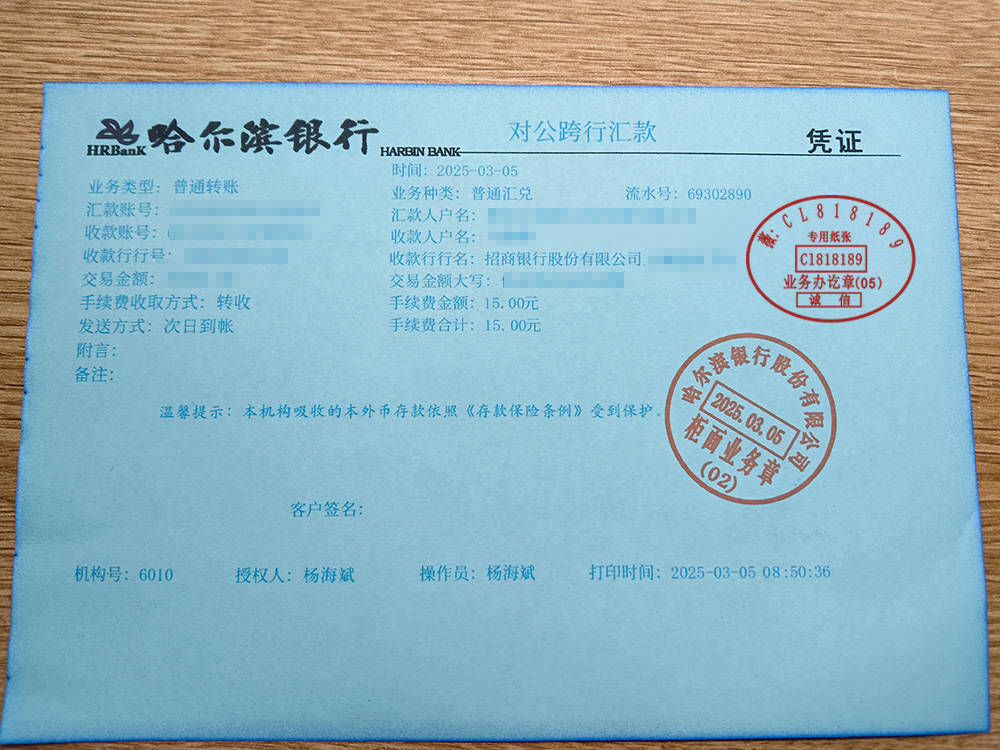 HRBanK 哈尔滨银行 HARBIN BANK
对公跨行汇款
凭证
时间：2025-03-05
业务类型：普通转账
业务种类：普通汇兑
流水号：69302890
汇款账号：
汇款人户名：
收款账号：
收款人户名：
收款行行号：
收款行行名：招商银行股份有限公司
交易金额：
交易金额大写：
手续费收取方式：转收
手续费金额：15.00元
发送方式：次日到帐
手续费合计：15.00元
附言：
备注：
薇：CL818189
专用纸张
C1818189
业务办讫章(05)
诚信
哈尔滨银行股份有限公司
2025.03.05
柜面业务章
(02)
温馨提示：本机构吸收的本外币存款依照《存款保险条例》受到保护。
客户签名：
机构号：6010
授权人：杨海斌
操作员：杨海斌
打印时间：2025-03-05 08:50:36